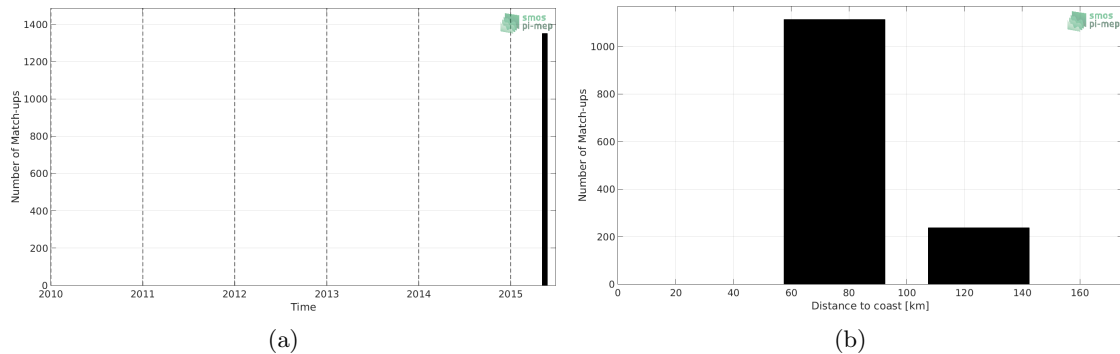 smos
pi-mep
1400
1200
1000
800
600
400
200
0
Number of Match-ups
2010 2011 2012 2013 2014 2015
Time
(a)
smos
pi-mep
1000
800
600
400
200
0
Number of Match-ups
0 20 40 60 80 100 120 140 160
Distance to coast [km]
(b)